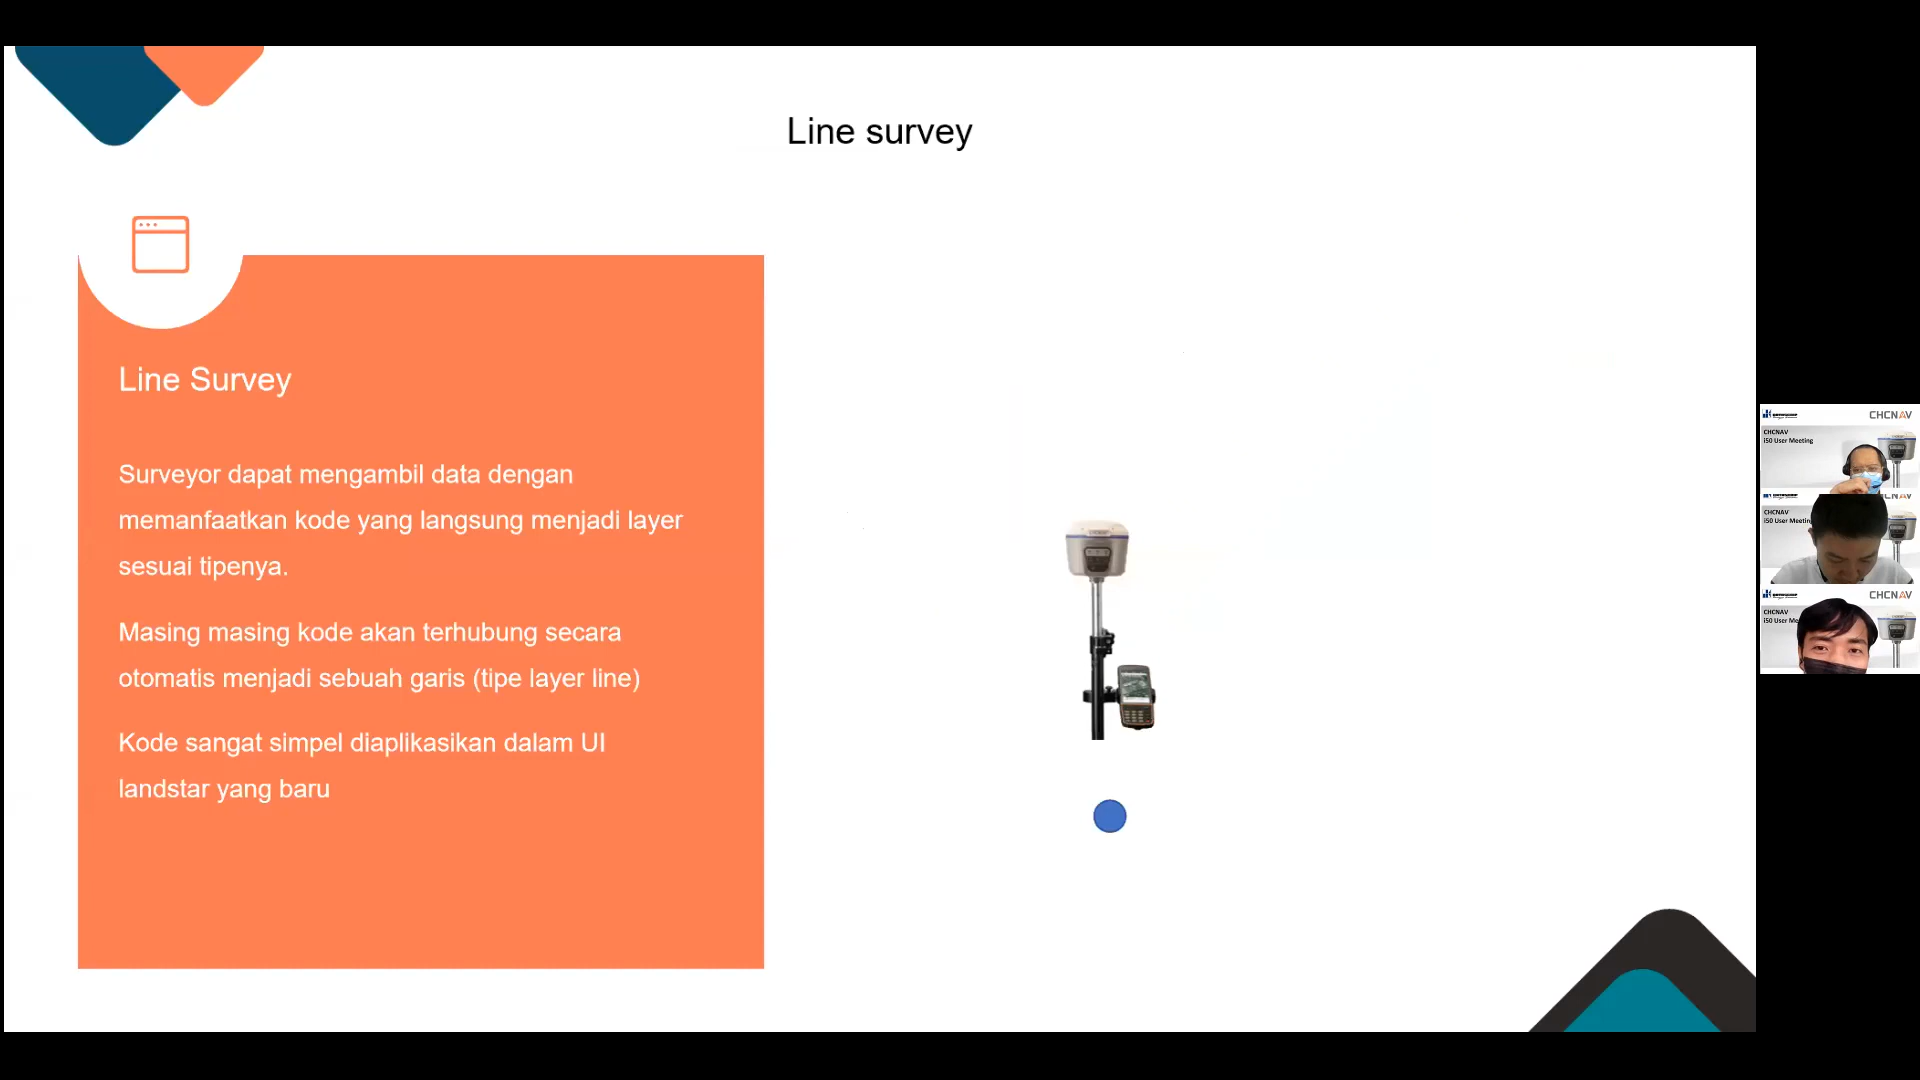 Line survey
Line Survey
Surveyor dapat mengambil data dengan
memanfaatkan kode yang langsung menjadi layer
sesuai tipenya.
Masing masing kode akan terhubung secara
otomatis menjadi sebuah garis (tipe layer line)
Kode sangat simpel diaplikasikan dalam UI
landstar yang baru
CHCNAV
CHCNAV
i50 User Meeting
CHCNAV
i50 User Meeting
CHCNAV
CHCNAV
i50 User Me